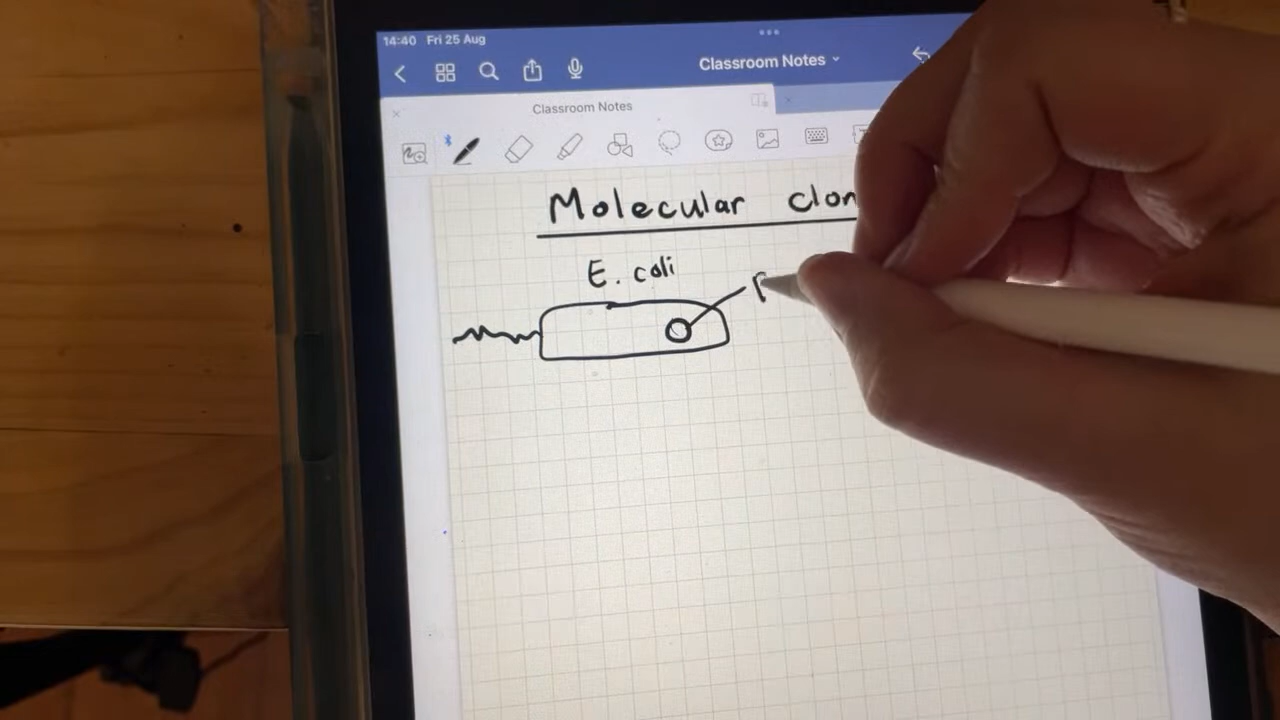 14:40 Fri 25 Aug
Classroom Notes
Classroom Notes
Molecular clon
E. coli